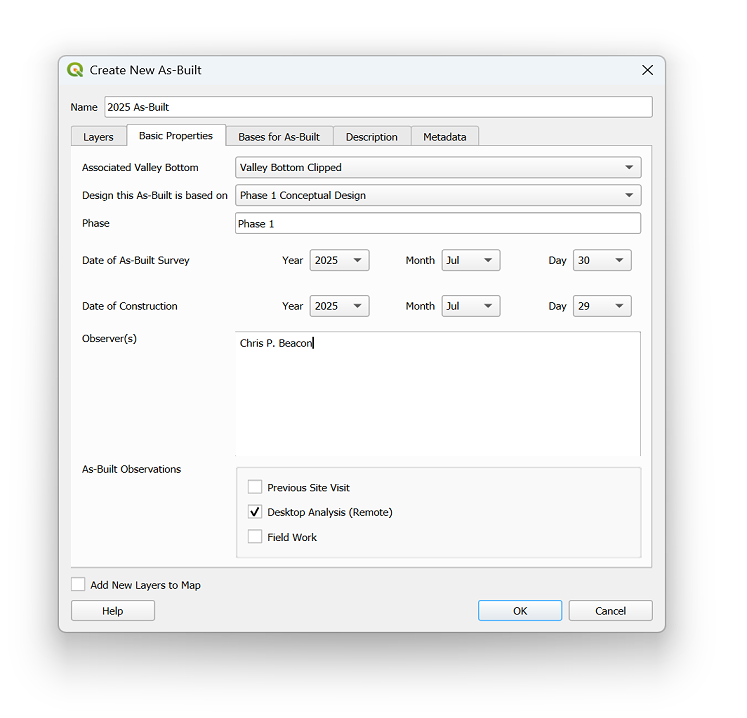 Create New As-Built
Name 2025 As-Built
Layers Basic Properties Bases for As-Built Description Metadata
Associated Valley Bottom Valley Bottom Clipped
Design this As-Built is based on Phase 1 Conceptual Design
Phase Phase 1
Date of As-Built Survey Year 2025 Month Jul Day 30
Date of Construction Year 2025 Month Jul Day 29
Observer(s) Chris P. Beacon
As-Built Observations
Previous Site Visit
Desktop Analysis (Remote)
Field Work
Add New Layers to Map
Help OK Cancel